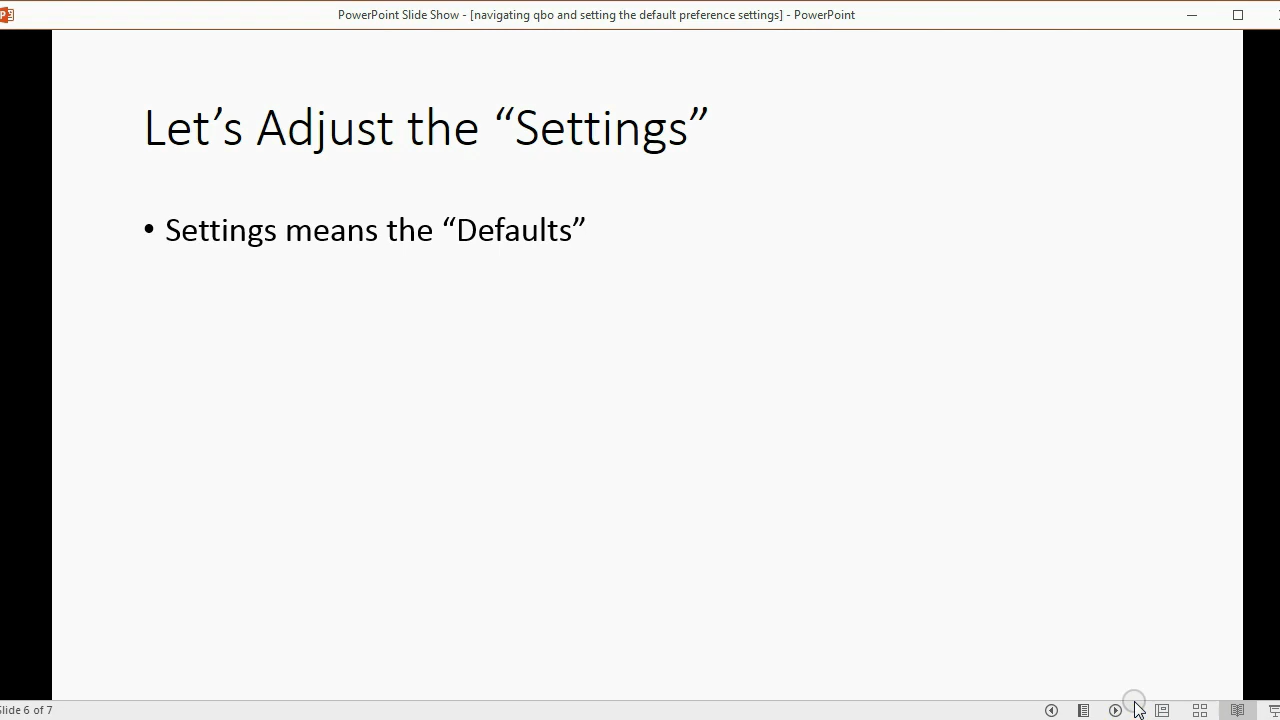 PowerPoint Slide Show - [navigating qbo and setting the default preference settings] - PowerPoint
Let’s Adjust the “Settings”
• Settings means the “Defaults”
Slide 6 of 7